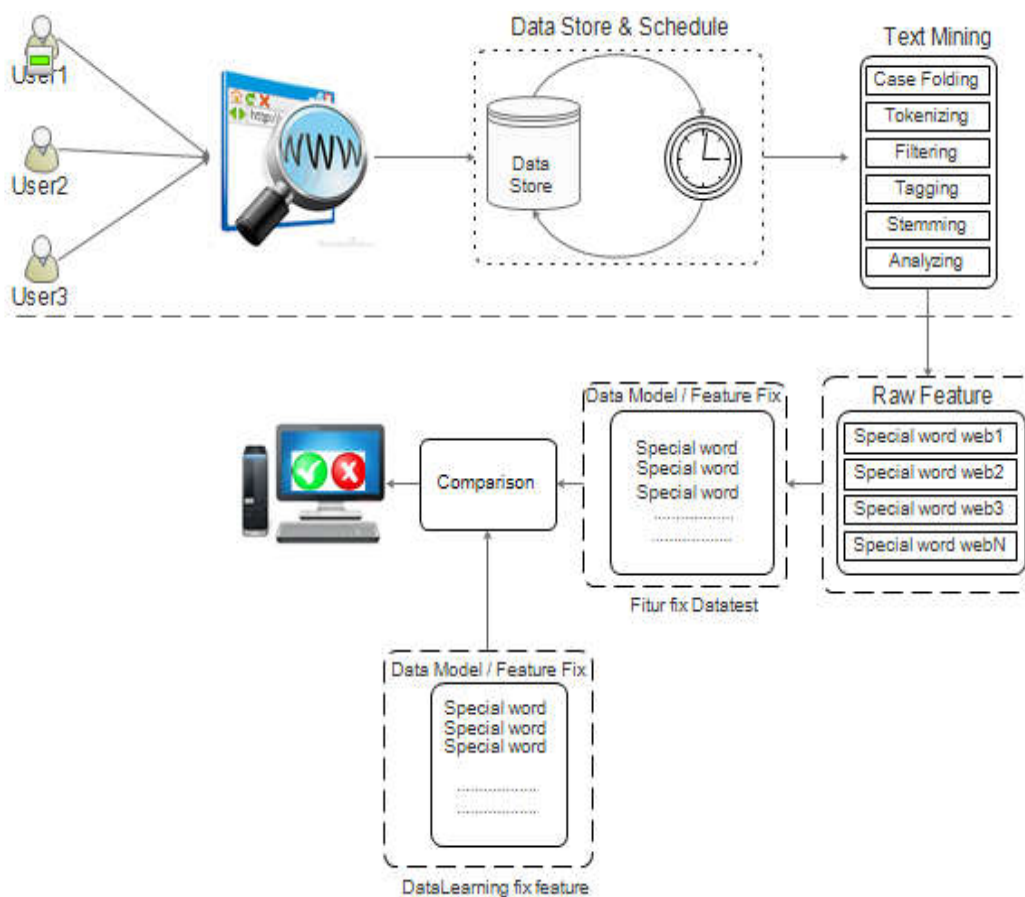 User1
User2
User3
http://
WWW
Data Store & Schedule
Data
Store
Text Mining
Case Folding
Tokenizing
Filtering
Tagging
Stemming
Analyzing
Raw Feature
Special word web1
Special word web2
Special word web3
Special word webN
Data Model / Feature Fix
Special word
Special word
Special word
.....................
.....................
Fitur fix Datatest
Comparison
Data Model / Feature Fix
Special word
Special word
Special word
.............................
.............................
DataLearning fix feature